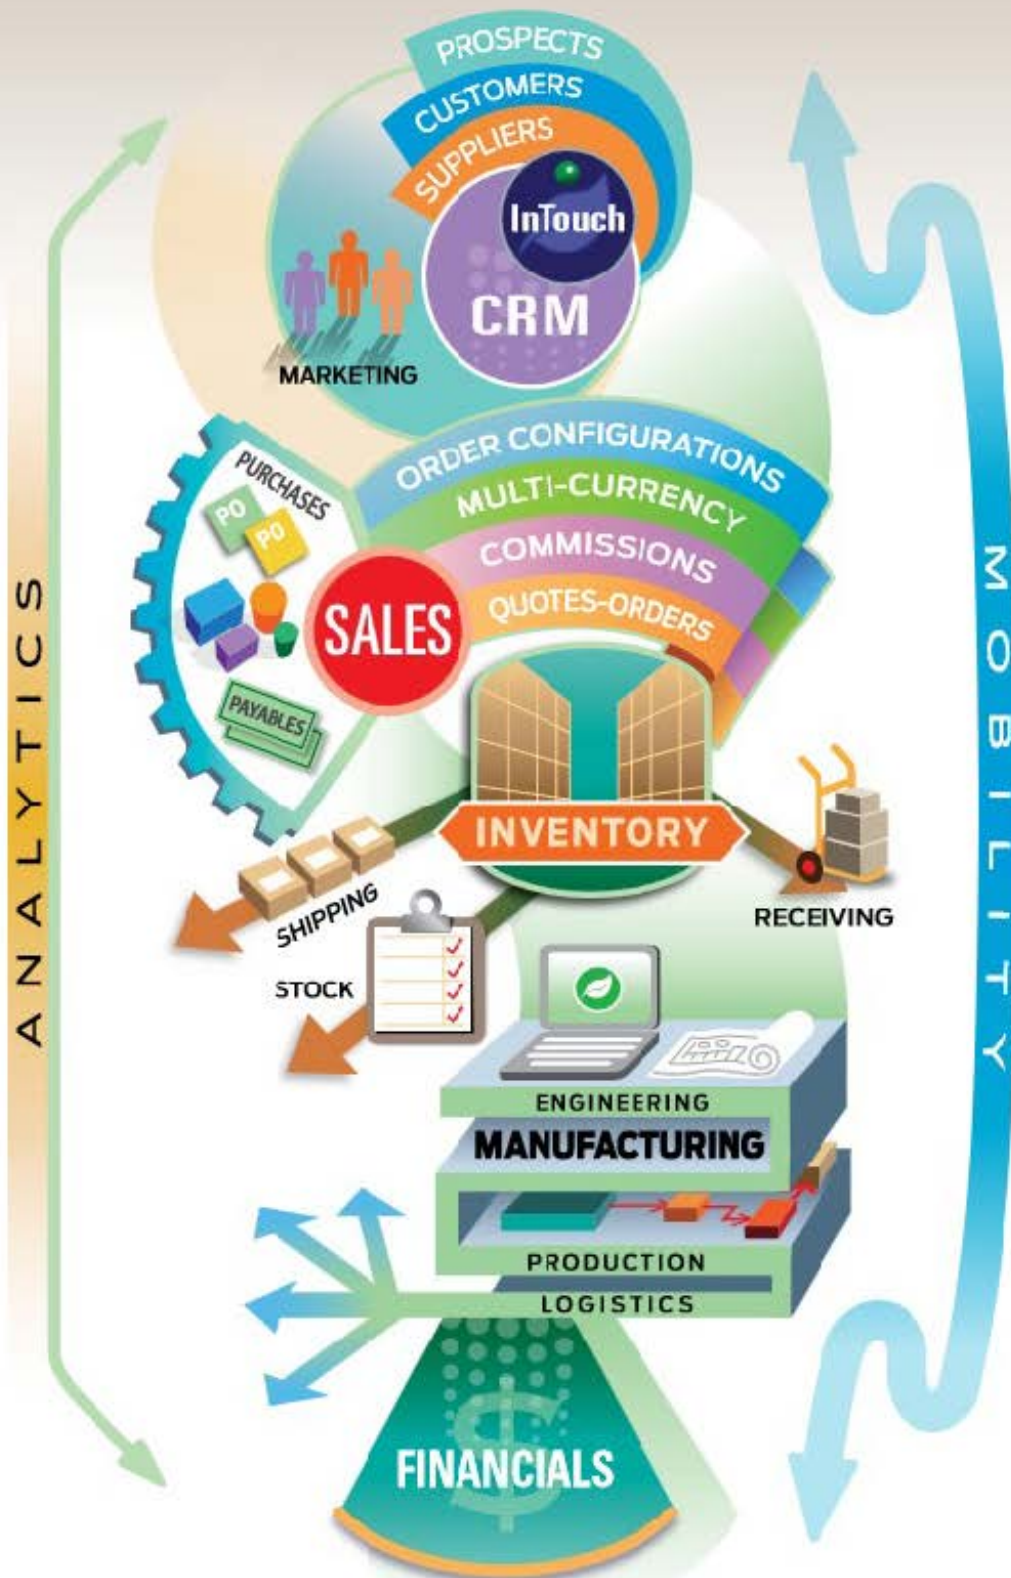 PROSPECTS
CUSTOMERS
SUPPLIERS
InTouch
CRM
MARKETING
ORDER CONFIGURATIONS
MULTI-CURRENCY
COMMISSIONS
QUOTES-ORDERS
PURCHASES
PO
PO
SALES
PAYABLES
INVENTORY
SHIPPING
RECEIVING
STOCK
ENGINEERING
MANUFACTURING
PRODUCTION
LOGISTICS
$
FINANCIALS
ANALYTICS
MOBILITY